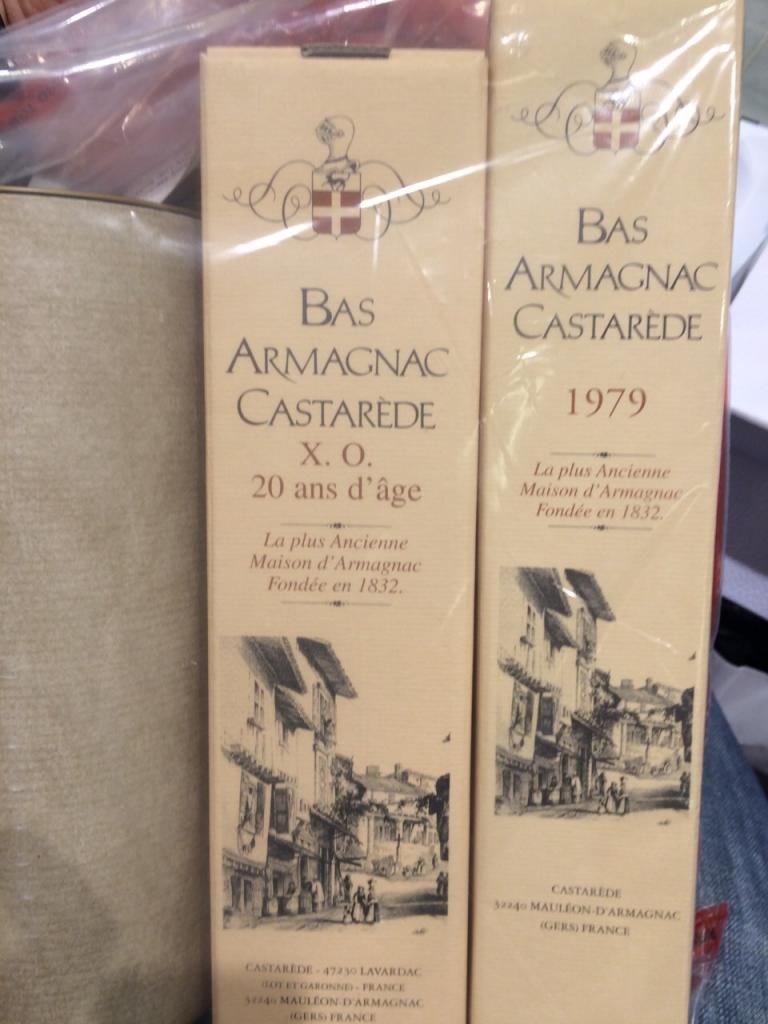 BAS
ARMAGNAC
CASTARÈDE
X. O.
20 ans d'âge
La plus Ancienne
Maison d'Armagnac
Fondée en 1832.
CASTARÈDE - 47230 LAVARDAC
(LOT ET GARONNE) - FRANCE
32240 MAULÉON-D'ARMAGNAC
(GERS) FRANCE
BAS
ARMAGNAC
CASTARÈDE
1979
La plus Ancienne
Maison d'Armagnac
Fondée en 1832.
CASTARÈDE
32240 MAULÉON-D'ARMAGNAC
(GERS) FRANCE